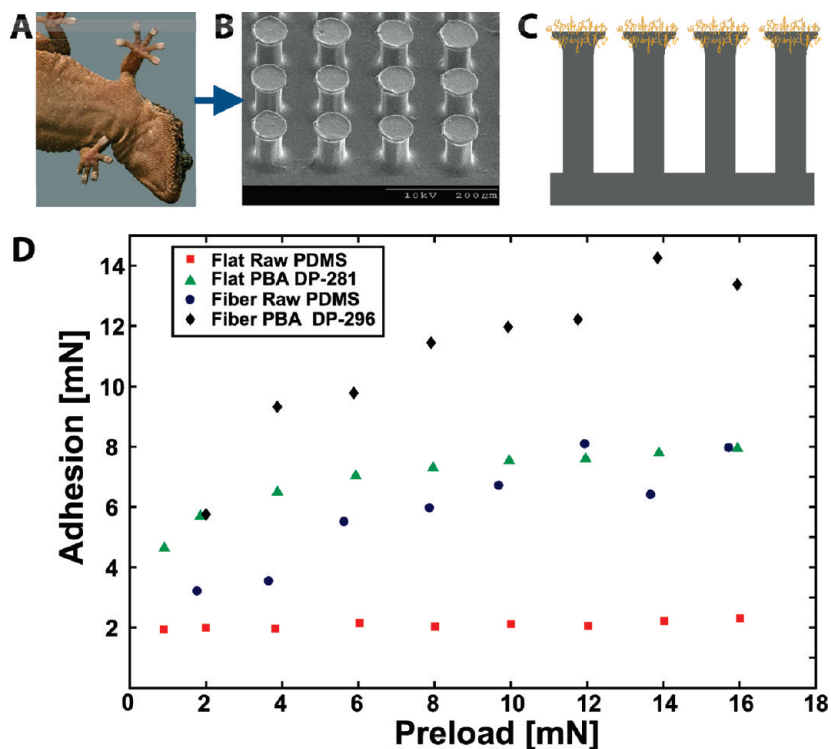 A
B
C
10kV 200µm
D
Flat Raw PDMS
Flat PBA DP-281
Fiber Raw PDMS
Fiber PBA DP-296
Adhesion [mN]
14
12
10
8
6
4
2
0 2 4 6 8 10 12 14 16 18
Preload [mN]